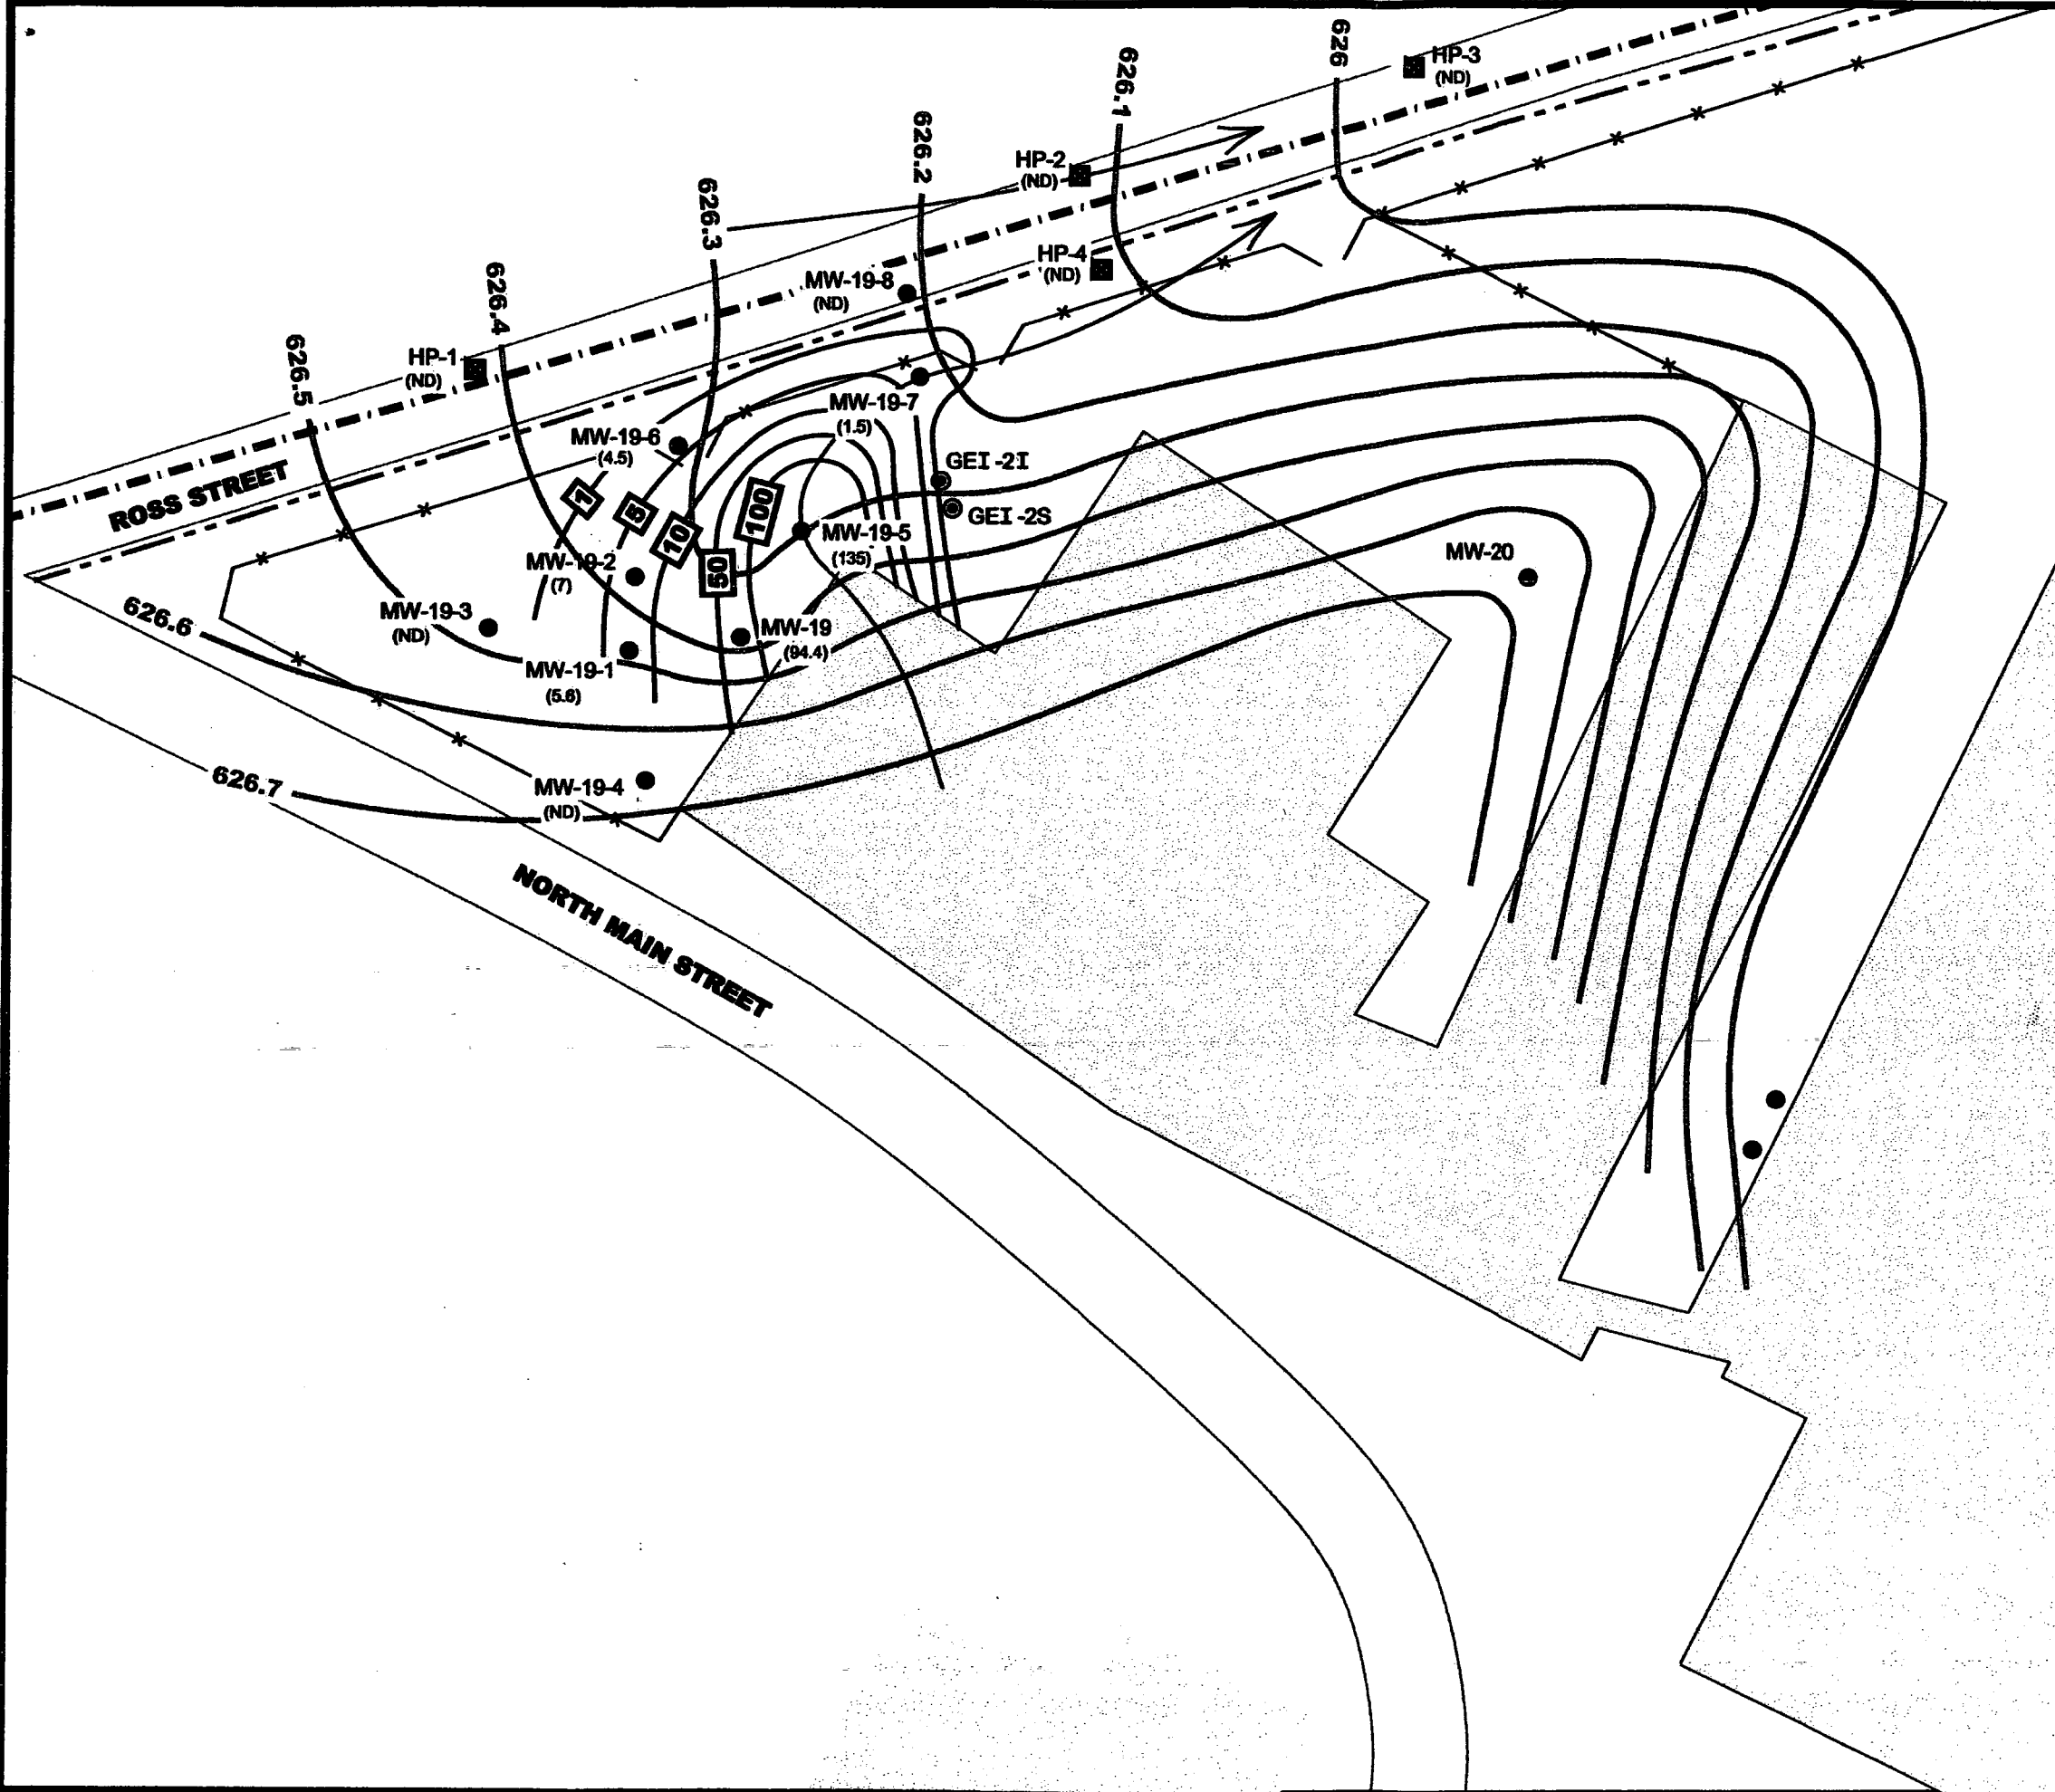 626
HP-3
(ND)
626.1
626.2
HP-2
(ND)
626.3
HP-4
(ND)
626.4
MW-19-8
(ND)
626.5
HP-1
(ND)
MW-19-7
(1.5)
MW-19-6
(4.5)
GEI-2I
ROSS STREET
1
5
10
100
GEI-2S
MW-19-5
(135)
50
MW-20
MW-19-2
(7)
626.6
MW-19-3
(ND)
MW-19
(94.4)
MW-19-1
(5.6)
626.7
MW-19-4
(ND)
NORTH MAIN STREET